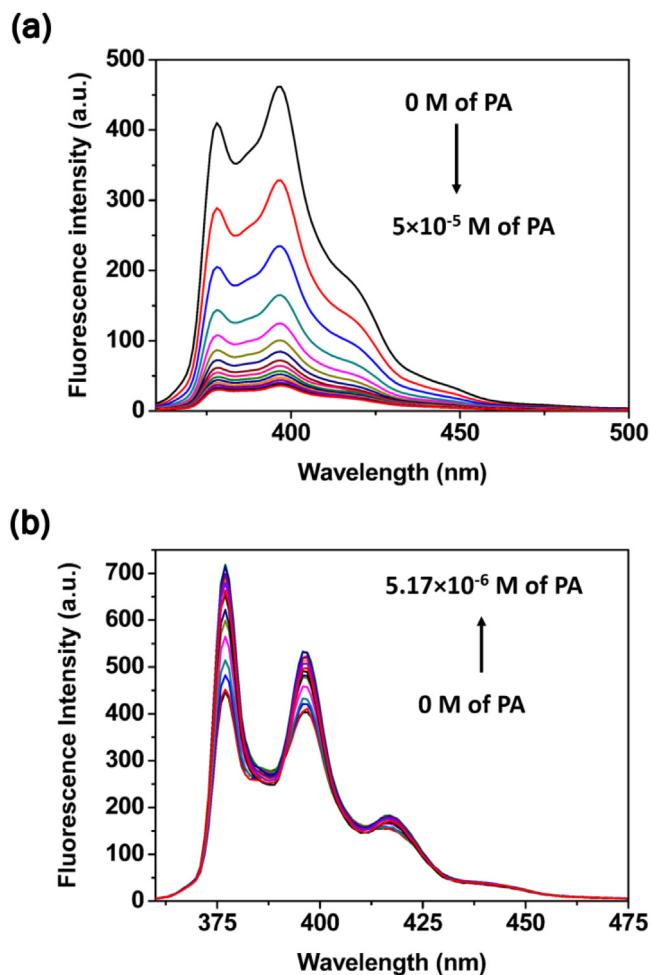 (a)
500
400
300
200
100
0
Fluorescence intensity (a.u.)
0 M of PA
5×10⁻⁵ M of PA
400
450
500
Wavelength (nm)
(b)
700
600
500
400
300
200
100
0
Fluorescence Intensity (a.u.)
5.17×10⁻⁶ M of PA
0 M of PA
375
400
425
450
475
Wavelength (nm)